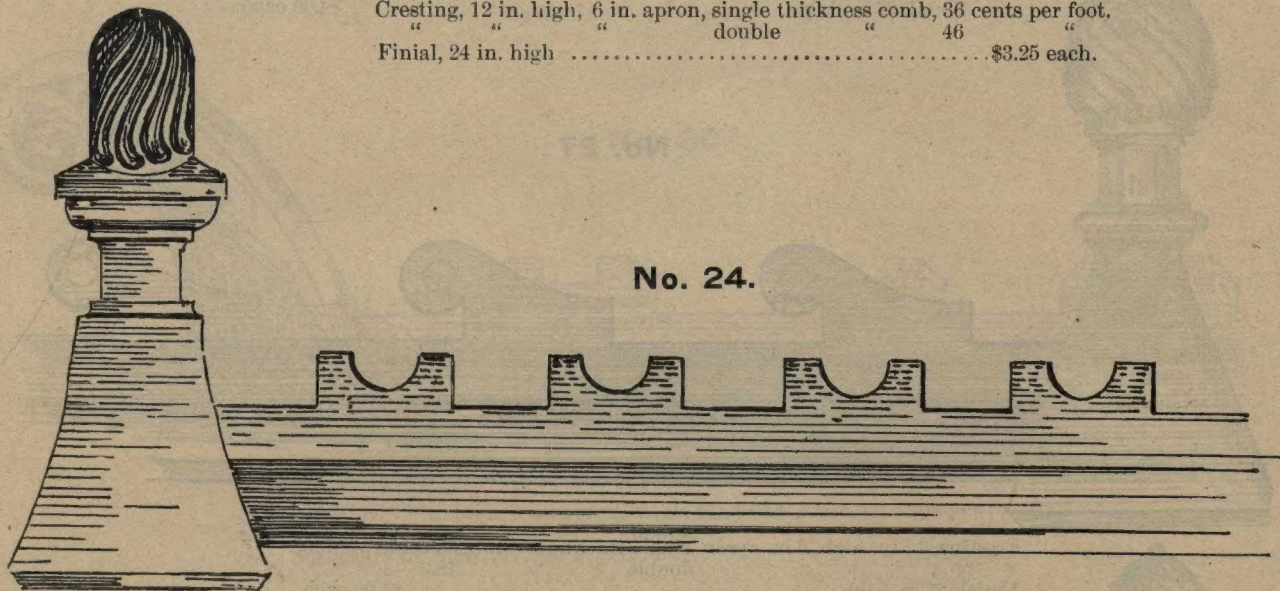 Cresting, 12 in. high, 6 in. apron, single thickness comb, 36 cents per foot.
“ “ “ double “ 46 “
Finial, 24 in. high ......................................$3.25 each.
No. 24.